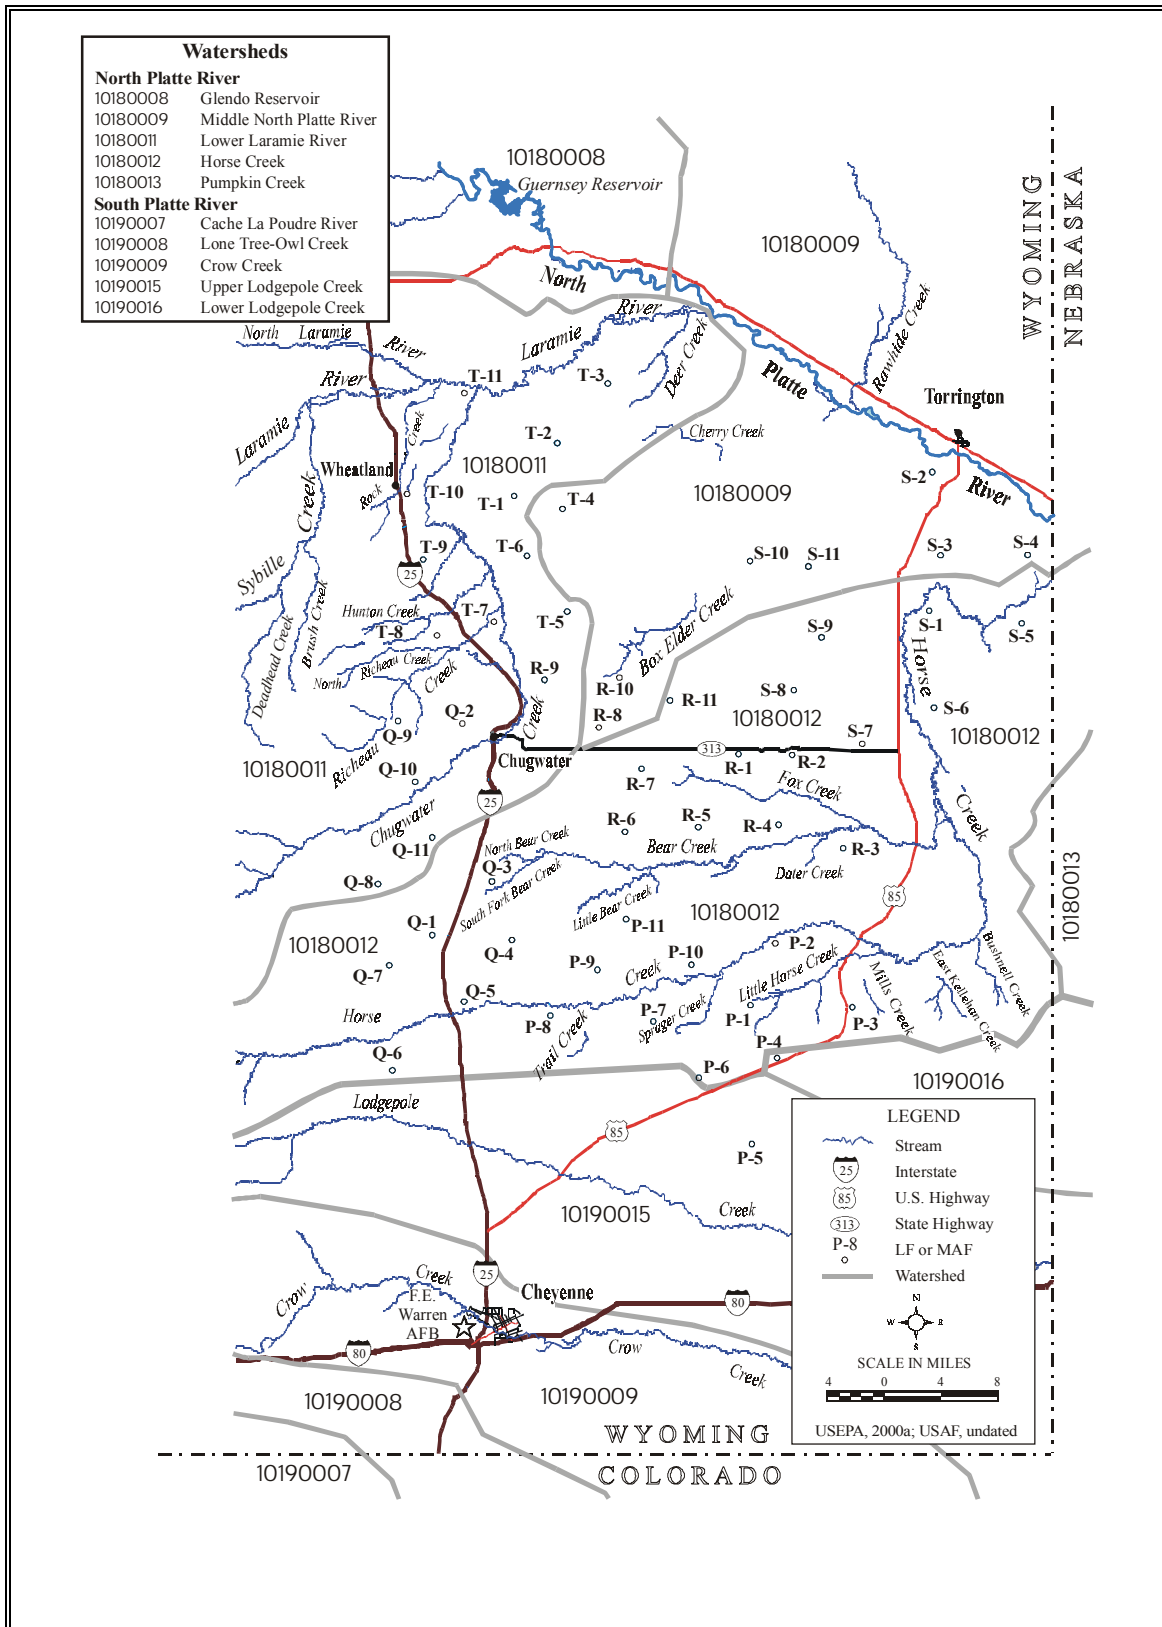 Watersheds
North Platte River
10180008 Glendo Reservoir
10180009 Middle North Platte River
10180011 Lower Laramie River
10180012 Horse Creek
10180013 Pumpkin Creek
South Platte River
10190007 Cache La Poudre River
10190008 Lone Tree-Owl Creek
10190009 Crow Creek
10190015 Upper Lodgepole Creek
10190016 Lower Lodgepole Creek
10180008
Guernsey Reservoir
10180009
WYOMING
NEBRASKA
North
River
North Laramie
River
Laramie
River
T-11
T-3
Deer Creek
Platte
Rawhide Creek
Torrington
Laramie
Creek
T-2
Cherry Creek
Wheatland
10180011
S-2
River
Rock
T-10
T-1
T-4
10180009
Creek
Sybille
T-9
T-6
S-10
S-11
S-3
S-4
25
Hunton Creek
T-7
T-5
Box Elder Creek
S-9
S-1
S-5
T-8
Deadhead Creek
Brush Creek
North Richeau Creek
Creek
R-9
R-10
Horse
Q-2
Creek
R-8
R-11
S-8
10180012
S-6
S-7
10180012
Q-9
Richeau
Chugwater
313
R-1
R-2
10180011
Q-10
R-7
Fox Creek
25
Chugwater
Creek
Q-11
North Bear Creek
R-6
R-5
Bear Creek
R-4
R-3
Q-3
Dater Creek
10180013
Q-8
South Fork Bear Creek
Little Bear Creek
85
10180012
P-11
Q-1
10180012
Q-4
P-9
P-10
P-2
Q-7
Creek
Little Horse Creek
Mills Creek
East Kellehan Creek
Bushnell Creek
Q-5
Horse
P-8
P-7
Spruger Creek
P-1
P-3
Trail Creek
Q-6
P-4
P-6
10190016
Lodgepole
85
P-5
10190015
Creek
LEGEND
Stream
25 Interstate
85 U.S. Highway
313 State Highway
P-8 LF or MAF
Watershed
N
W E
S
SCALE IN MILES
4 0 4 8
USEPA, 2000a; USAF, undated
Crow
Creek
25
Cheyenne
F.E.
Warren
AFB
80
80
Crow
Creek
10190008
10190009
WYOMING
COLORADO
10190007